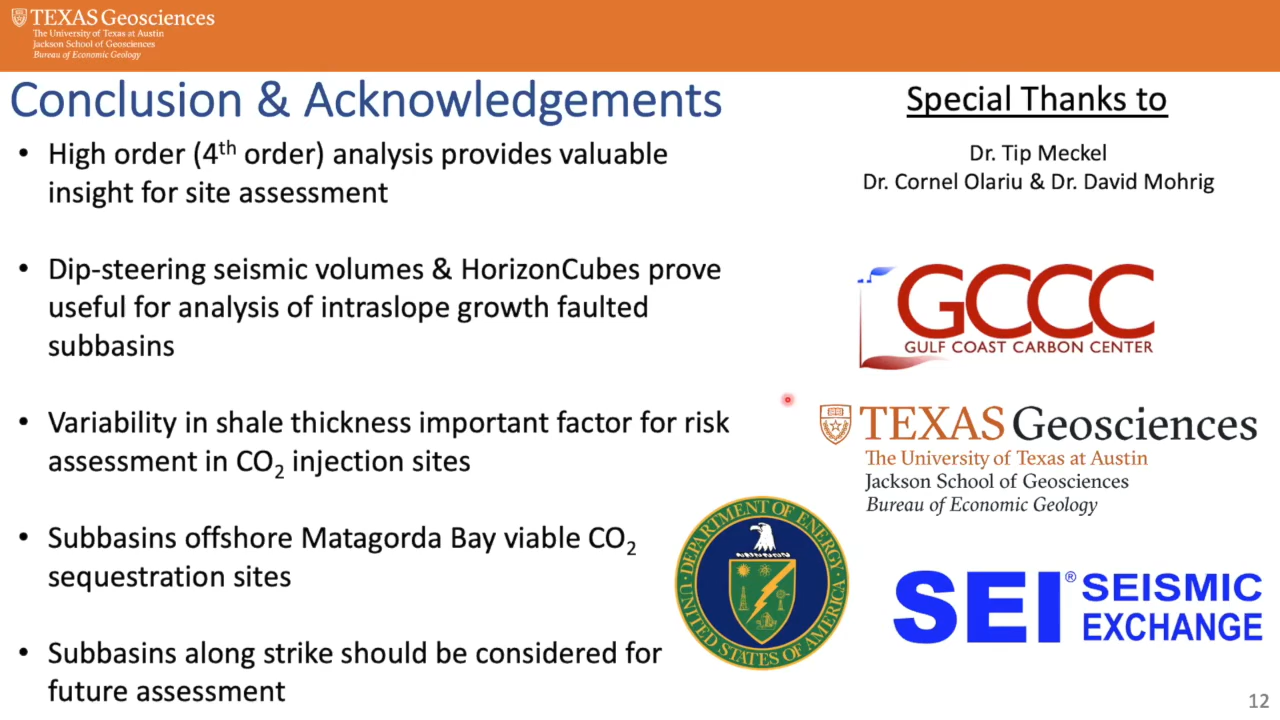 TEXAS Geosciences
The University of Texas at Austin
Jackson School of Geosciences
Bureau of Economic Geology
Conclusion & Acknowledgements
• High order (4th order) analysis provides valuable
insight for site assessment
• Dip-steering seismic volumes & HorizonCubes prove
useful for analysis of intraslope growth faulted
subbasins
• Variability in shale thickness important factor for risk
assessment in CO2 injection sites
• Subbasins offshore Matagorda Bay viable CO2
sequestration sites
• Subbasins along strike should be considered for
future assessment
Special Thanks to
Dr. Tip Meckel
Dr. Cornel Olariu & Dr. David Mohrig
GCCC
GULF COAST CARBON CENTER
TEXAS Geosciences
The University of Texas at Austin
Jackson School of Geosciences
Bureau of Economic Geology
DEPARTMENT OF ENERGY
UNITED STATES OF AMERICA
SEI® SEISMIC
EXCHANGE
12